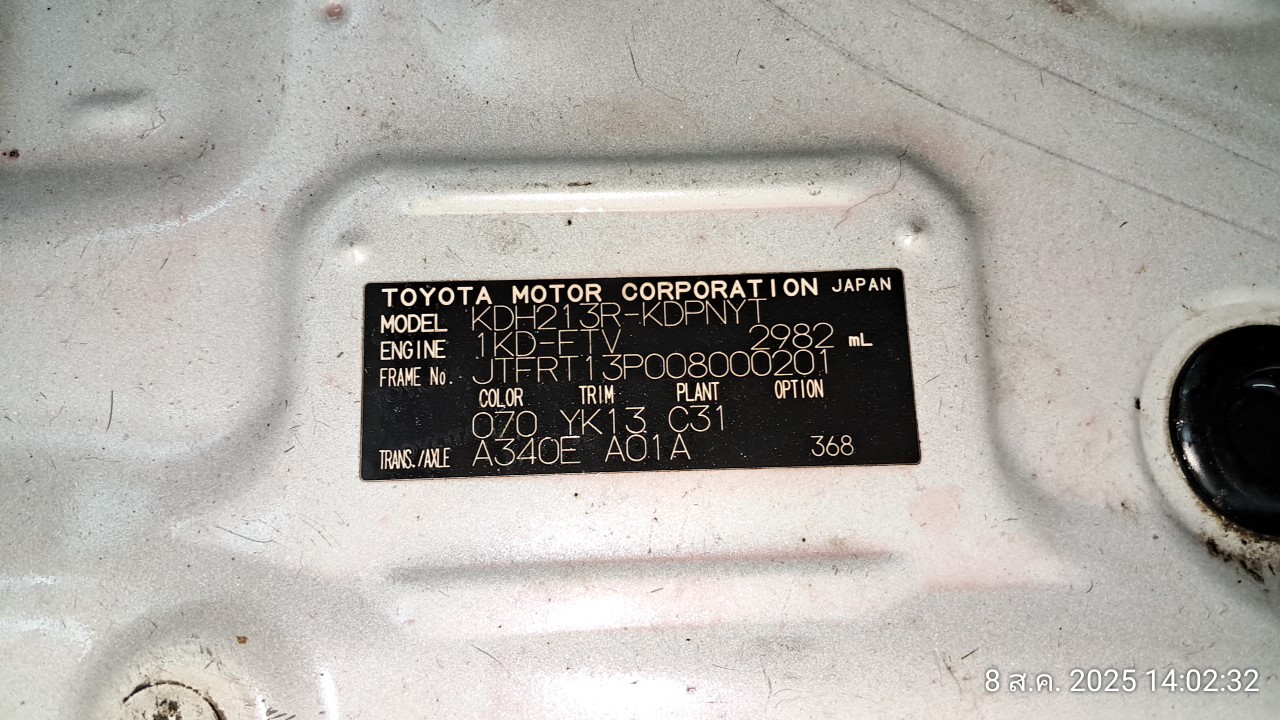 TOYOTA MOTOR CORPORATION JAPAN
MODEL KDH213R-KDPNYT
ENGINE 1KD-FTV 2982 mL
FRAME No. JTFRT13P008000201
COLOR TRIM PLANT OPTION
070 YK13 C31
TRANS./AXLE A340E A01A 368
8 ส.ค. 2025 14:02:32